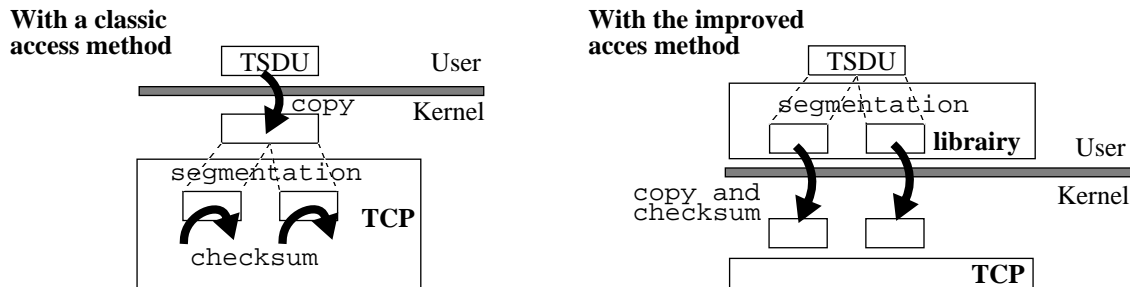 With a classic
access method
TSDU
User
Kernel
copy
segmentation
TCP
checksum
With the improved
acces method
TSDU
segmentation
librairy
User
Kernel
copy and
checksum
TCP